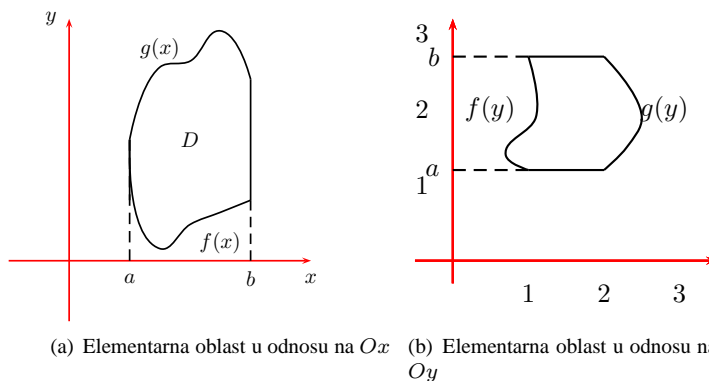 y
g(x)
D
f(x)
a
b
x
(a) Elementarna oblast u odnosu na Ox
3
b
2
f(y)
g(y)
a
1
1 2 3
(b) Elementarna oblast u odnosu na
Oy